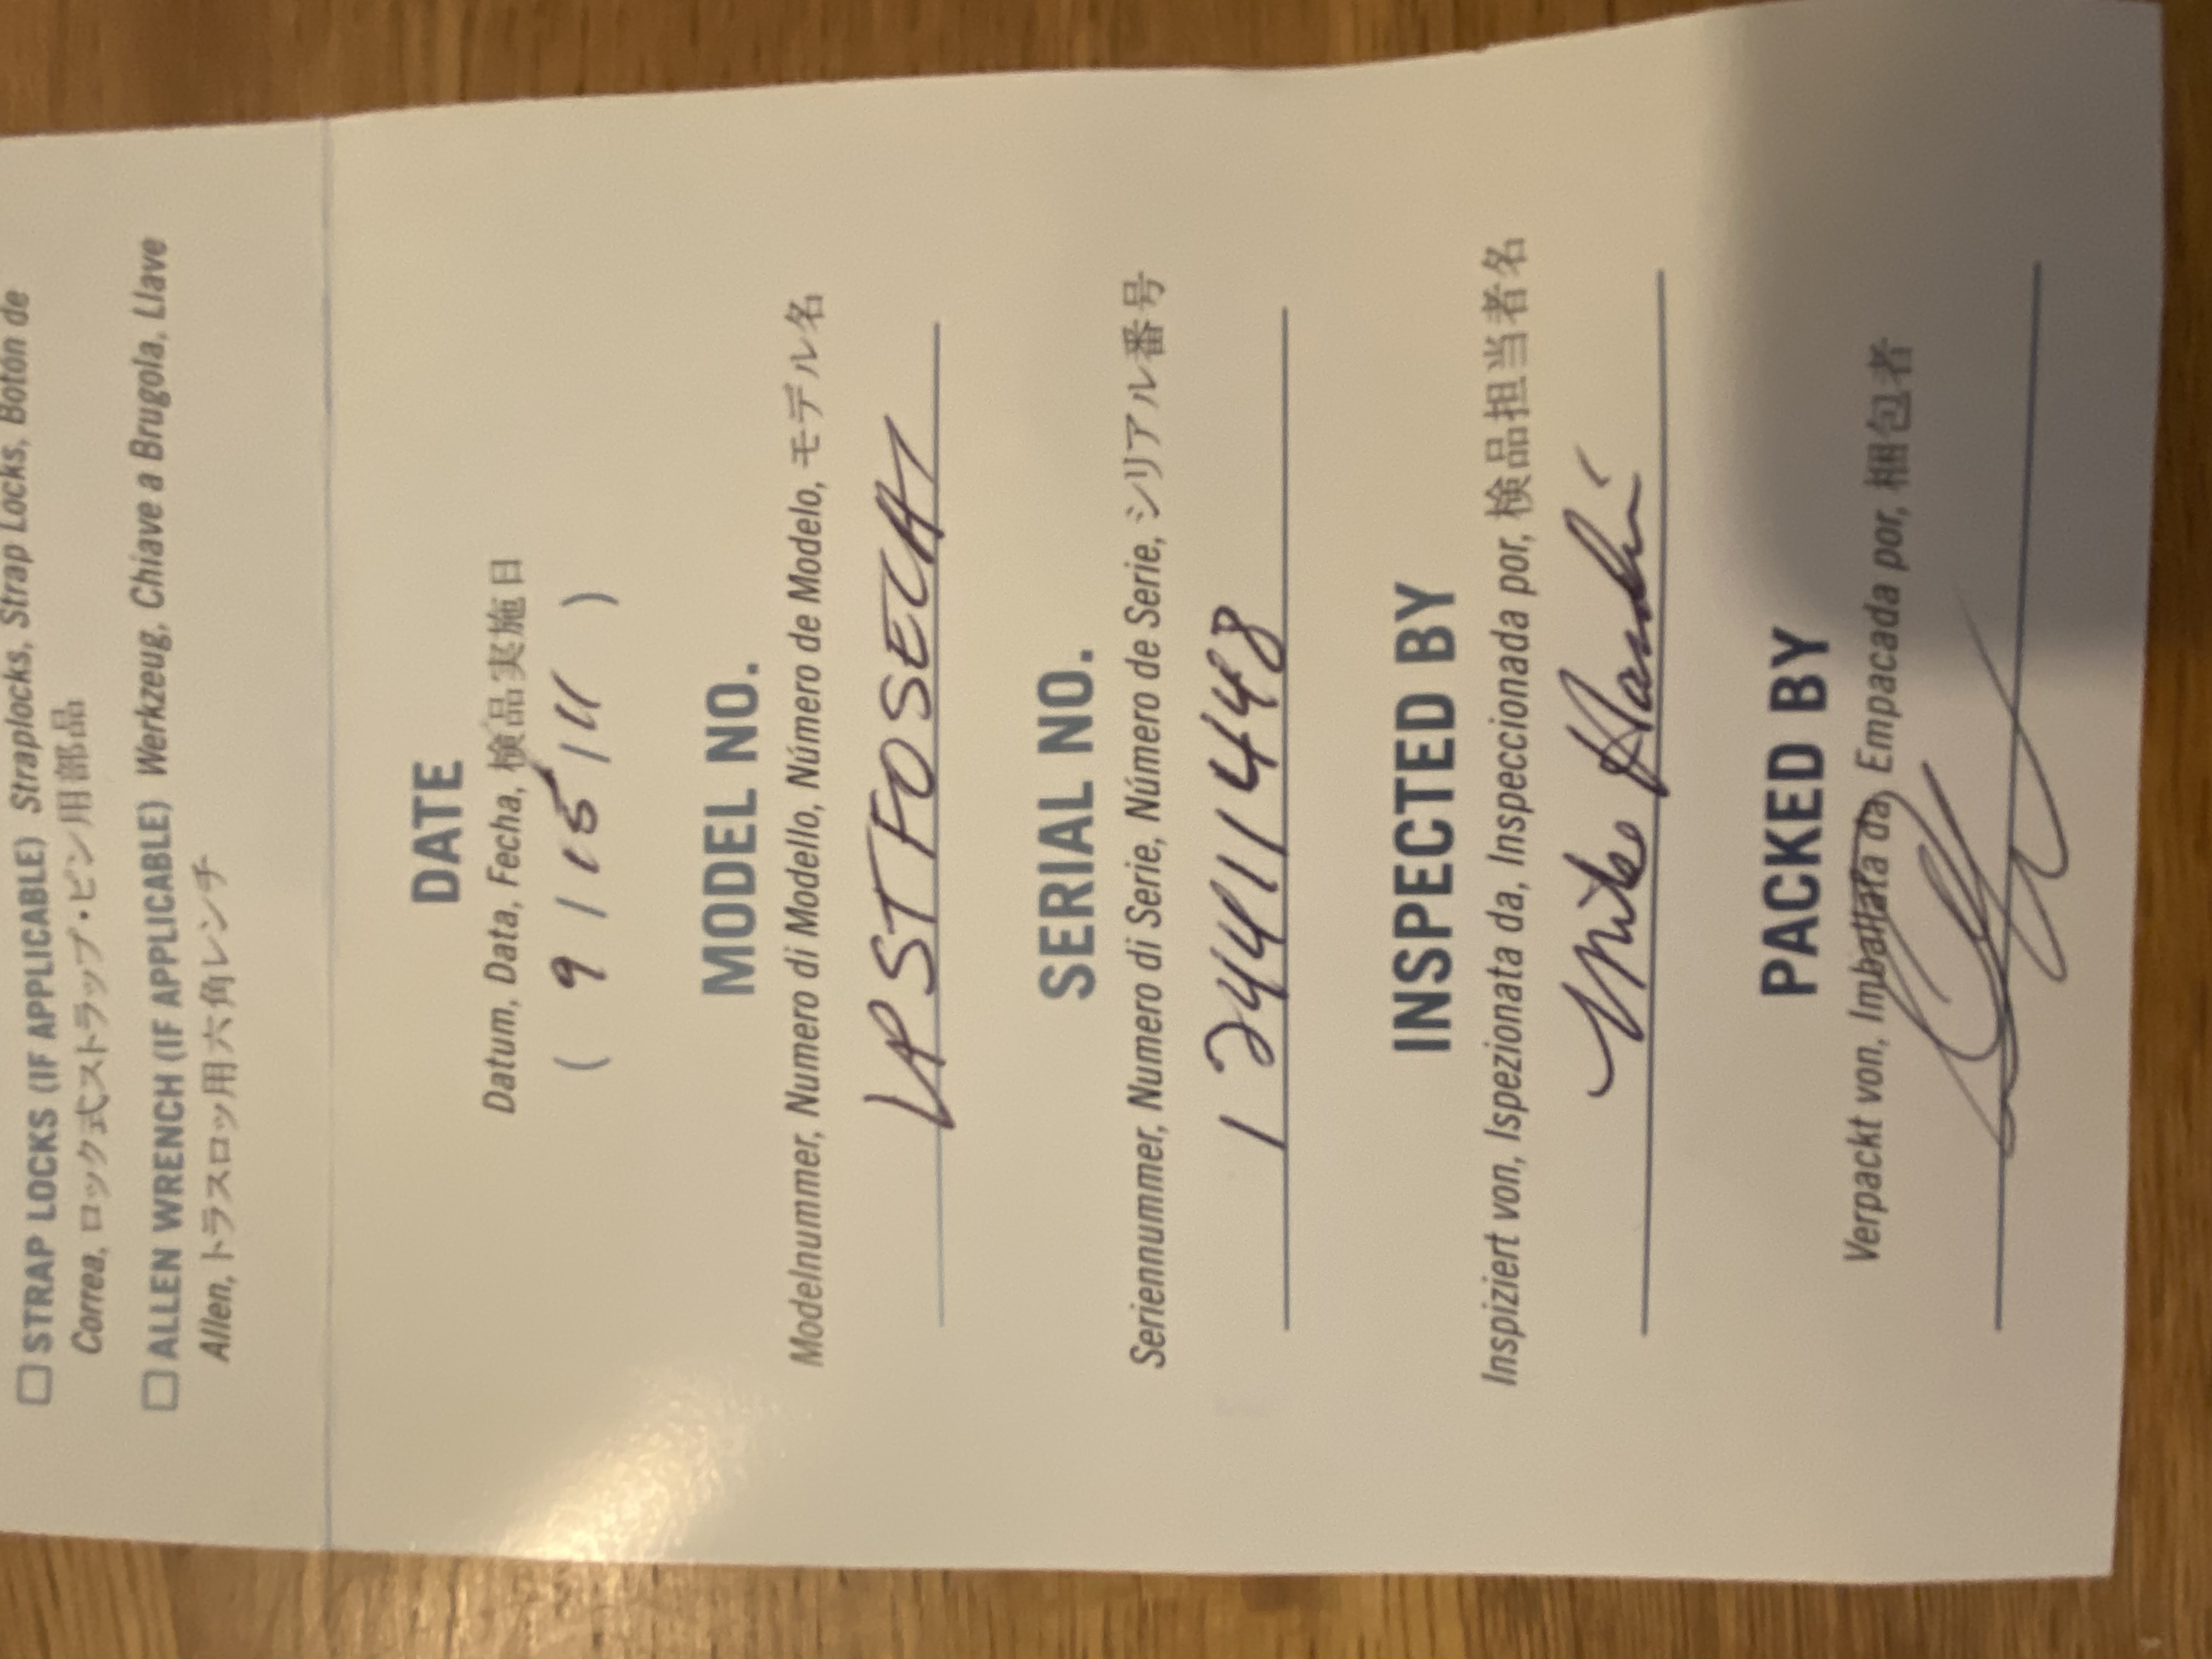 ☐ STRAP LOCKS (IF APPLICABLE) Straplocks, Strap Locks, Botón de
Correa, ロック式ストラップ・ピン用部品
☐ ALLEN WRENCH (IF APPLICABLE) Werkzeug, Chiave a Brugola, Llave
Allen, トラスロッド用六角レンチ
DATE
Datum, Data, Fecha, 検品実施日
( 9 / 15 / 11 )
MODEL NO.
Modelnummer, Numero di Modello, Número de Modelo, モデル名
LPSTFOSECH1
SERIAL NO.
Seriennummer, Numero di Serie, Número de Serie, シリアル番号
124411448
INSPECTED BY
Inspiziert von, Ispezionata da, Inspeccionada por, 検品担当者名
Mike
PACKED BY
Verpackt von, Imballata da, Empacada por, 梱包者